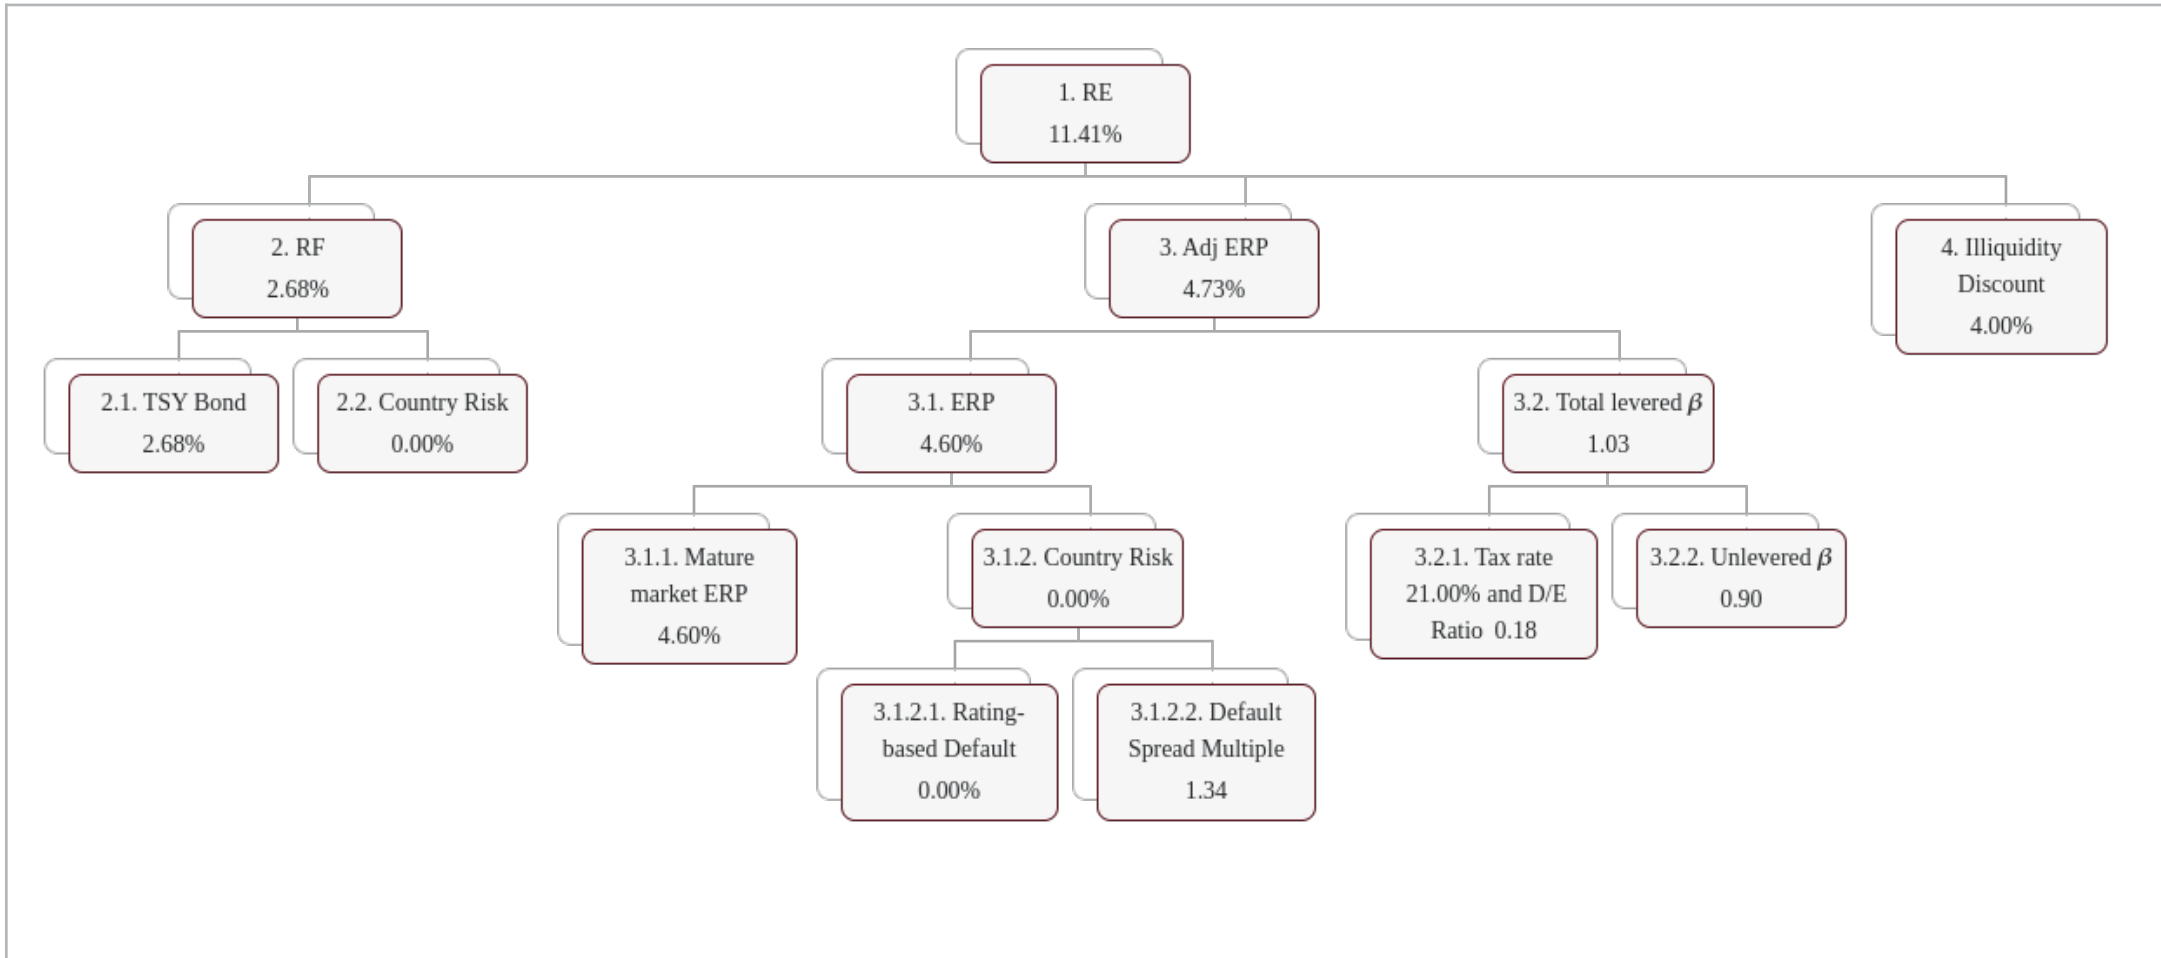 1. RE
11.41%
2. RF
2.68%
3. Adj ERP
4.73%
4. Illiquidity
Discount
4.00%
2.1. TSY Bond
2.68%
2.2. Country Risk
0.00%
3.1. ERP
4.60%
3.2. Total levered β
1.03
3.1.1. Mature
market ERP
4.60%
3.1.2. Country Risk
0.00%
3.2.1. Tax rate
21.00% and D/E
Ratio 0.18
3.2.2. Unlevered β
0.90
3.1.2.1. Rating-
based Default
0.00%
3.1.2.2. Default
Spread Multiple
1.34